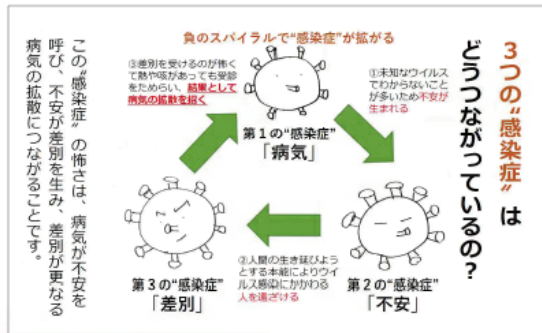 3つの〝感染症〟は
どうつながっているの?
負のスパイラルで“感染症”が拡がる
①未知なウイルス
でわからないこと
が多いため不安が
生まれる
第1の“感染症”
「病気」
第2の“感染症”
「不安」
②人間の生き延びよう
とする本能によりウイ
ルス感染にかかわる
人を遠ざける
第3の“感染症”
「差別」
③差別を受けるのが怖く
て熱や咳があっても受診
をためらい、結果として
病気の拡散を招く
この〝感染症〟の怖さは、病気が不安を
呼び、不安が差別を生み、差別が更なる
病気の拡散につながることです。